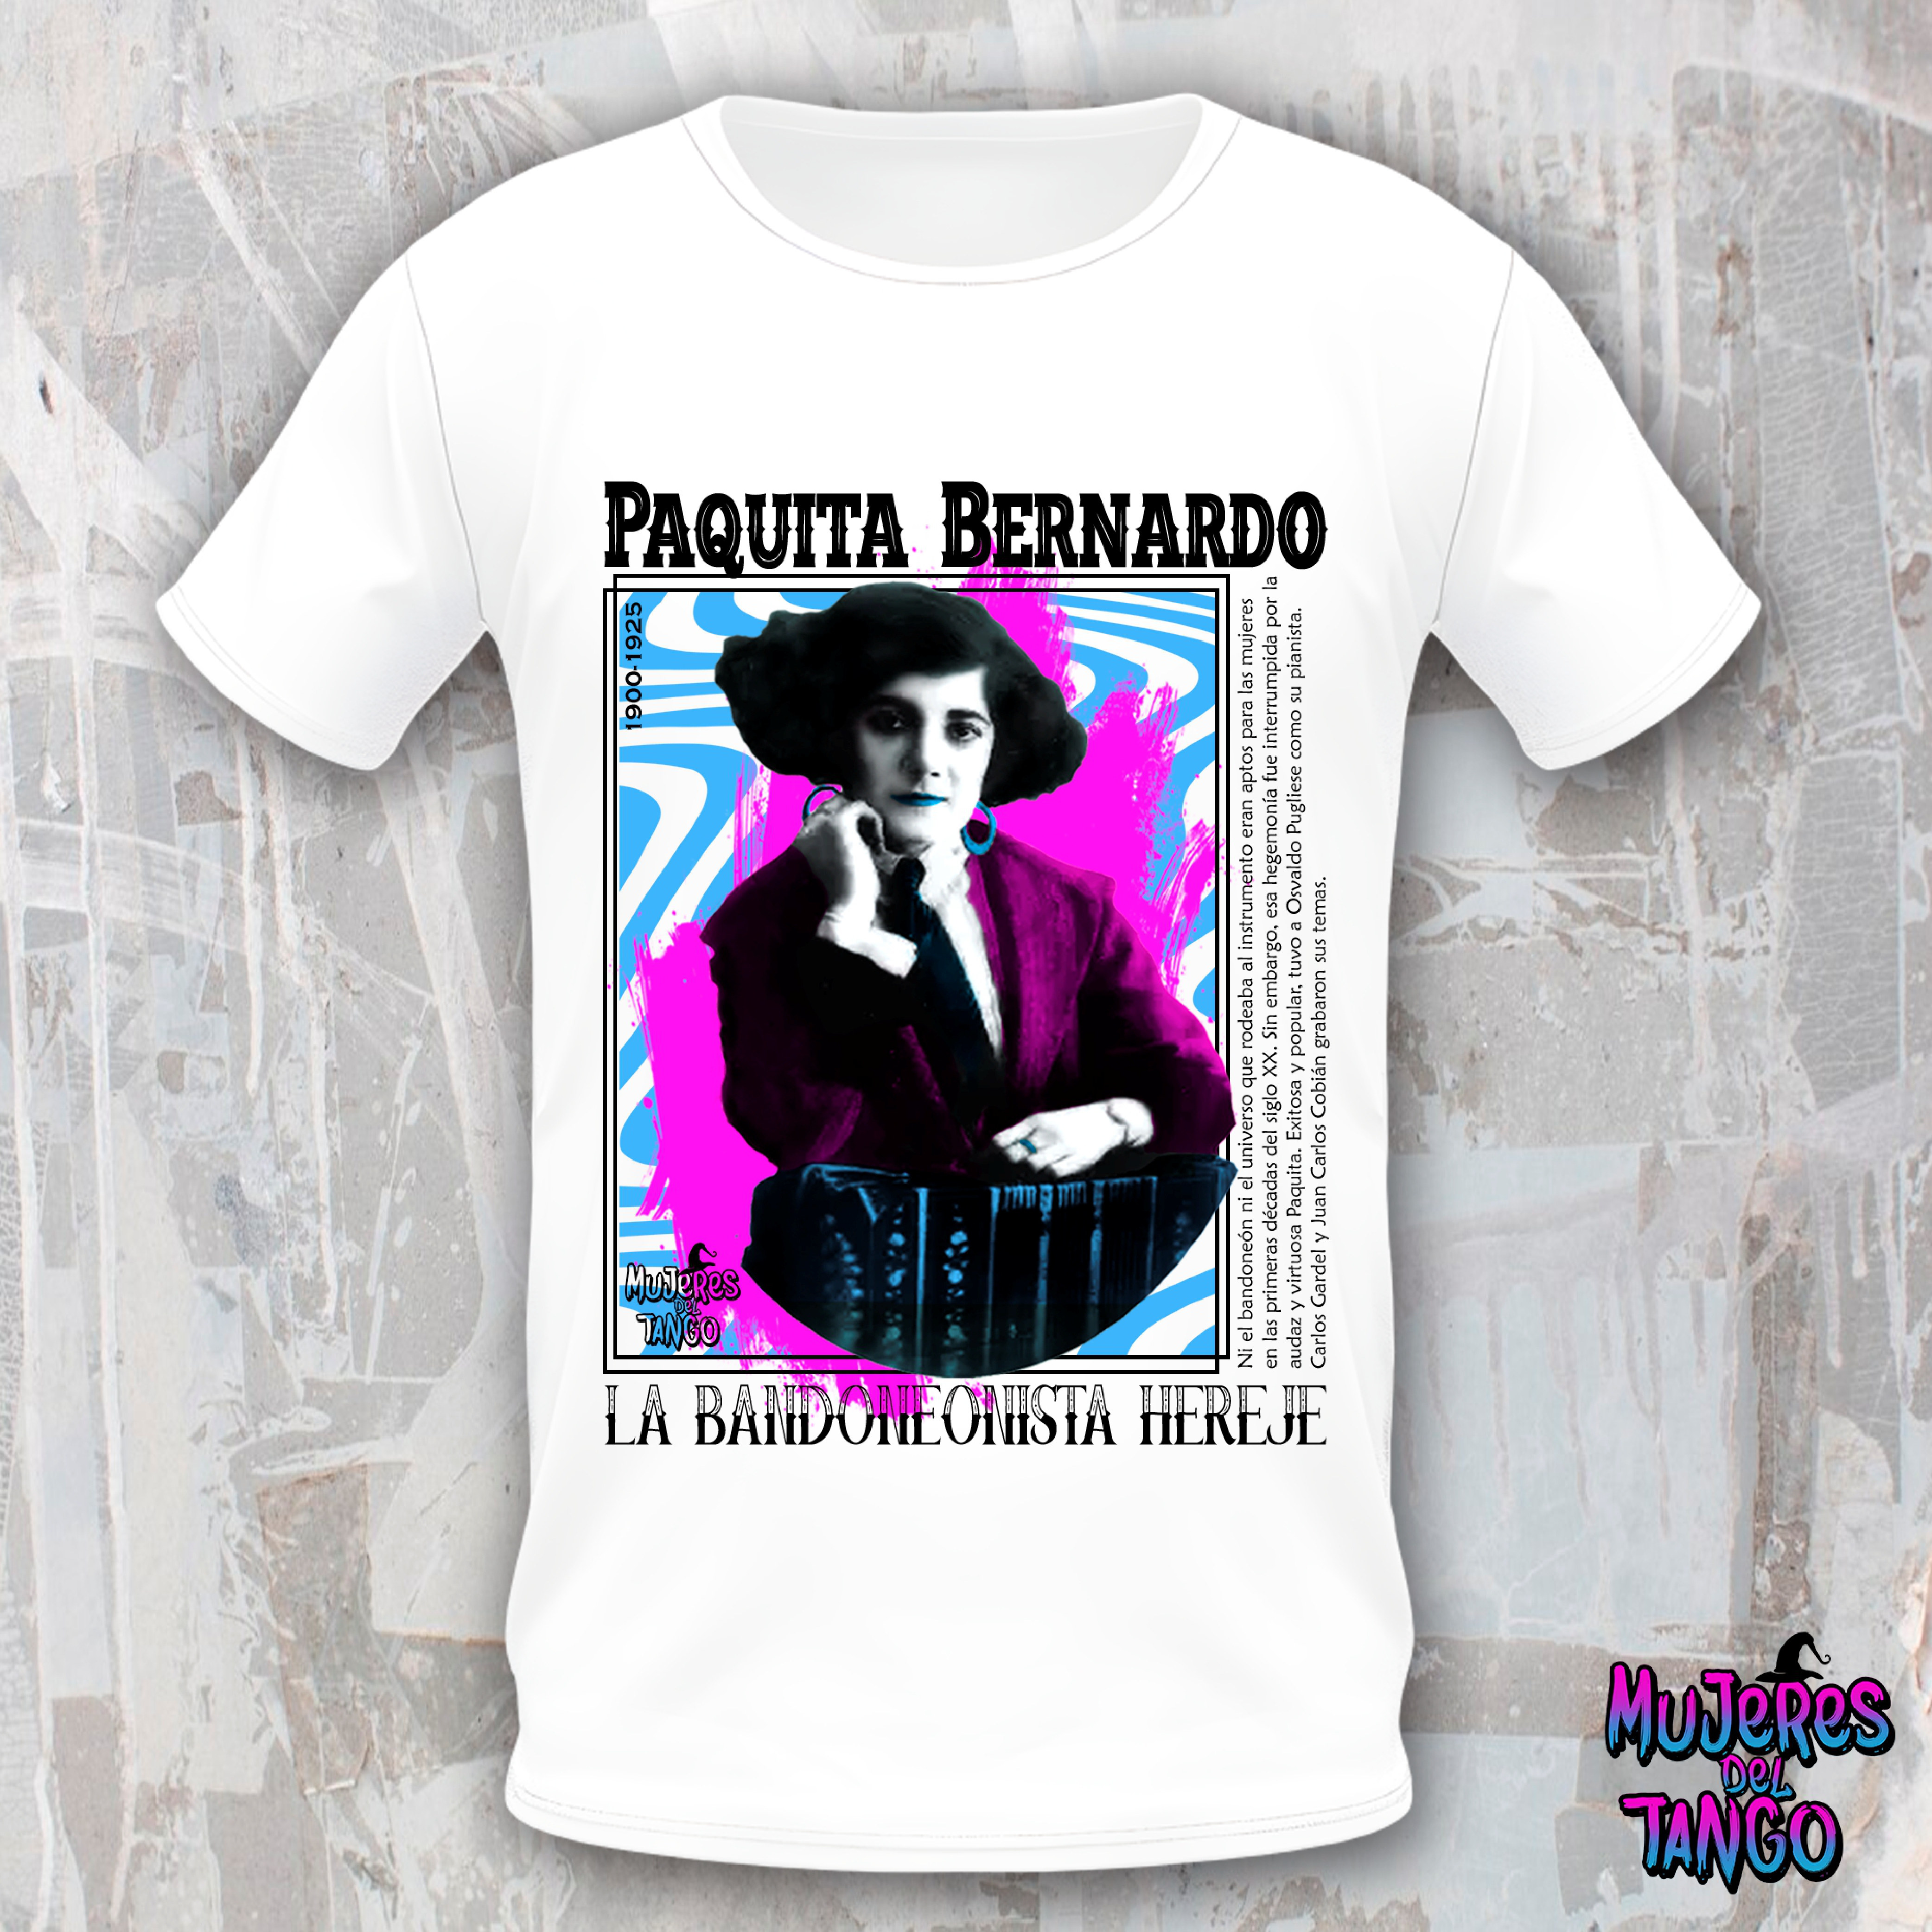 PAQUITA BERNARDO
1900-1925
Ni el bandoneón ni el universo que rodeaba al instrumento eran aptos para las mujeres
en las primeras décadas del siglo XX. Sin embargo, esa hegemonía fue interrumpida por la
audaz y virtuosa Paquita. Exitosa y popular, tuvo a Osvaldo Pugliese como su pianista.
Carlos Gardel y Juan Carlos Cobián grabaron sus temas.
MUJERES
DEL
TANGO
LA BANDONEONISTA HEREJE
MUJERES
DEL
TANGO